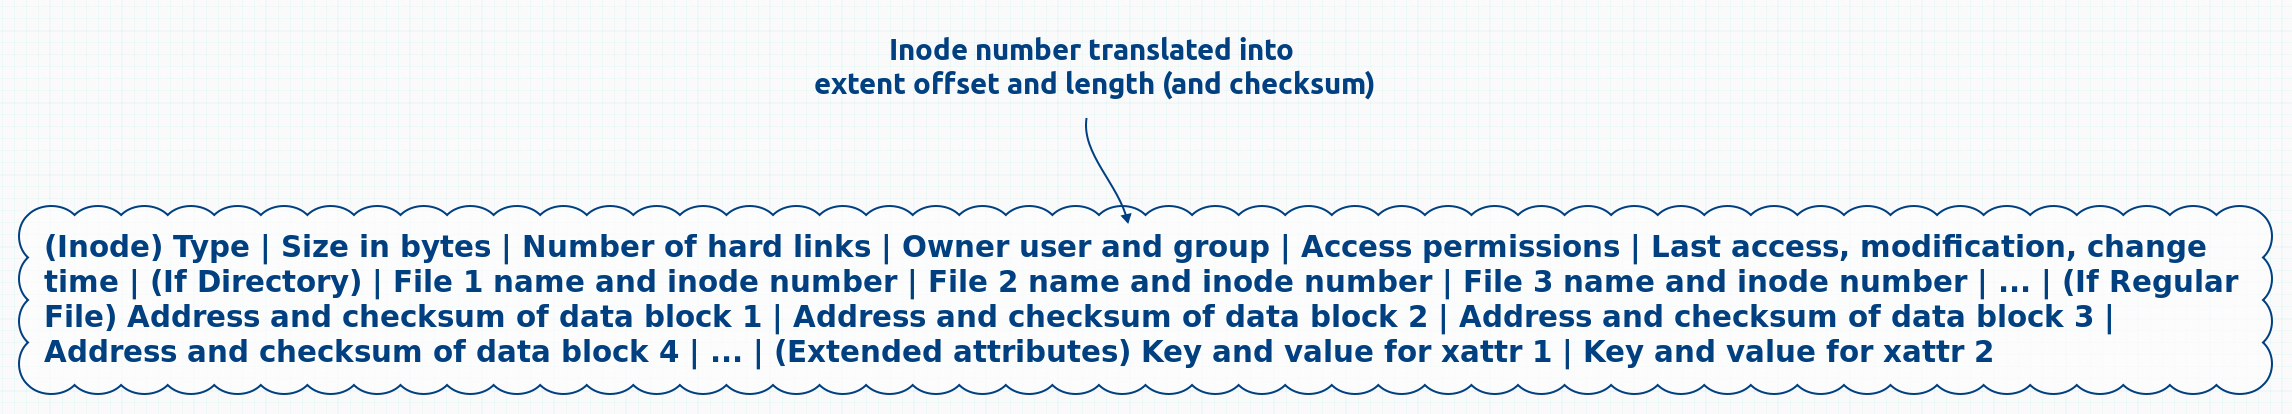 Inode number translated into
extent offset and length (and checksum)
(Inode) Type | Size in bytes | Number of hard links | Owner user and group | Access permissions | Last access, modification, change
time | (If Directory) | File 1 name and inode number | File 2 name and inode number | File 3 name and inode number | ... | (If Regular
File) Address and checksum of data block 1 | Address and checksum of data block 2 | Address and checksum of data block 3 |
Address and checksum of data block 4 | ... | (Extended attributes) Key and value for xattr 1 | Key and value for xattr 2